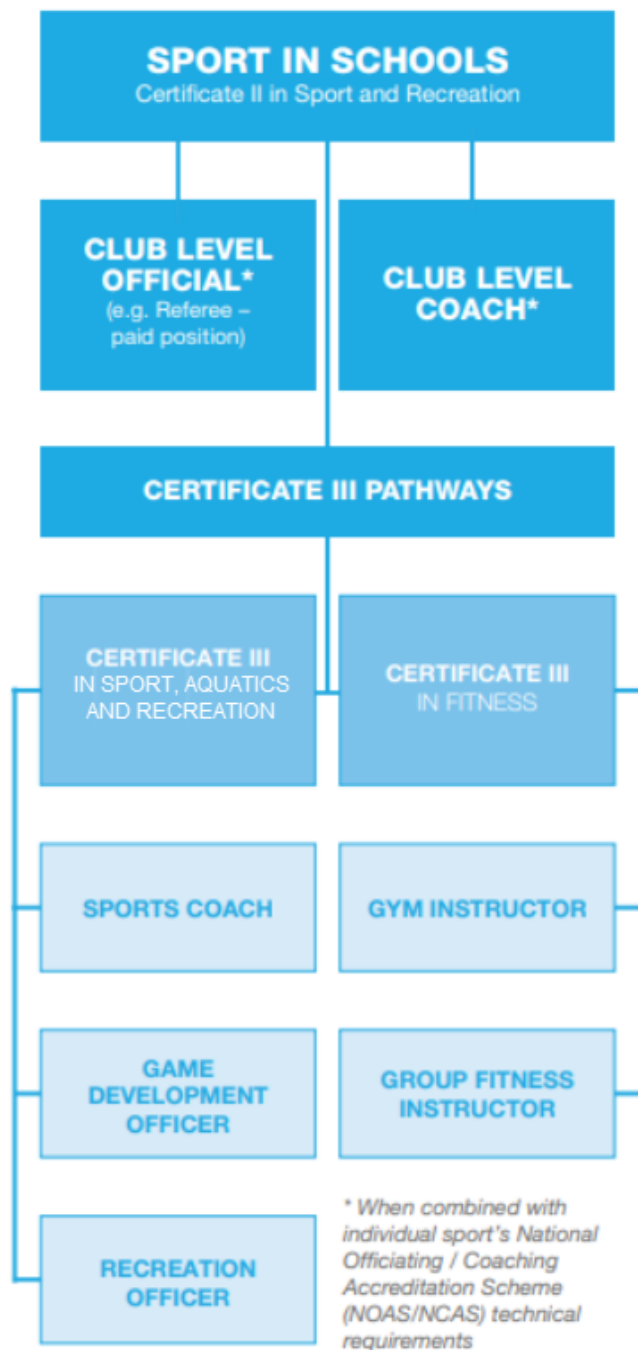 SPORT IN SCHOOLS
Certificate II in Sport and Recreation
CLUB LEVEL
OFFICIAL*
(e.g. Referee –
paid position)
CLUB LEVEL
COACH*
CERTIFICATE III PATHWAYS
CERTIFICATE III
IN SPORT, AQUATICS
AND RECREATION
CERTIFICATE III
IN FITNESS
SPORTS COACH
GYM INSTRUCTOR
GAME
DEVELOPMENT
OFFICER
GROUP FITNESS
INSTRUCTOR
RECREATION
OFFICER
* When combined with
individual sport's National
Officiating / Coaching
Accreditation Scheme
(NOAS/NCAS) technical
requirements